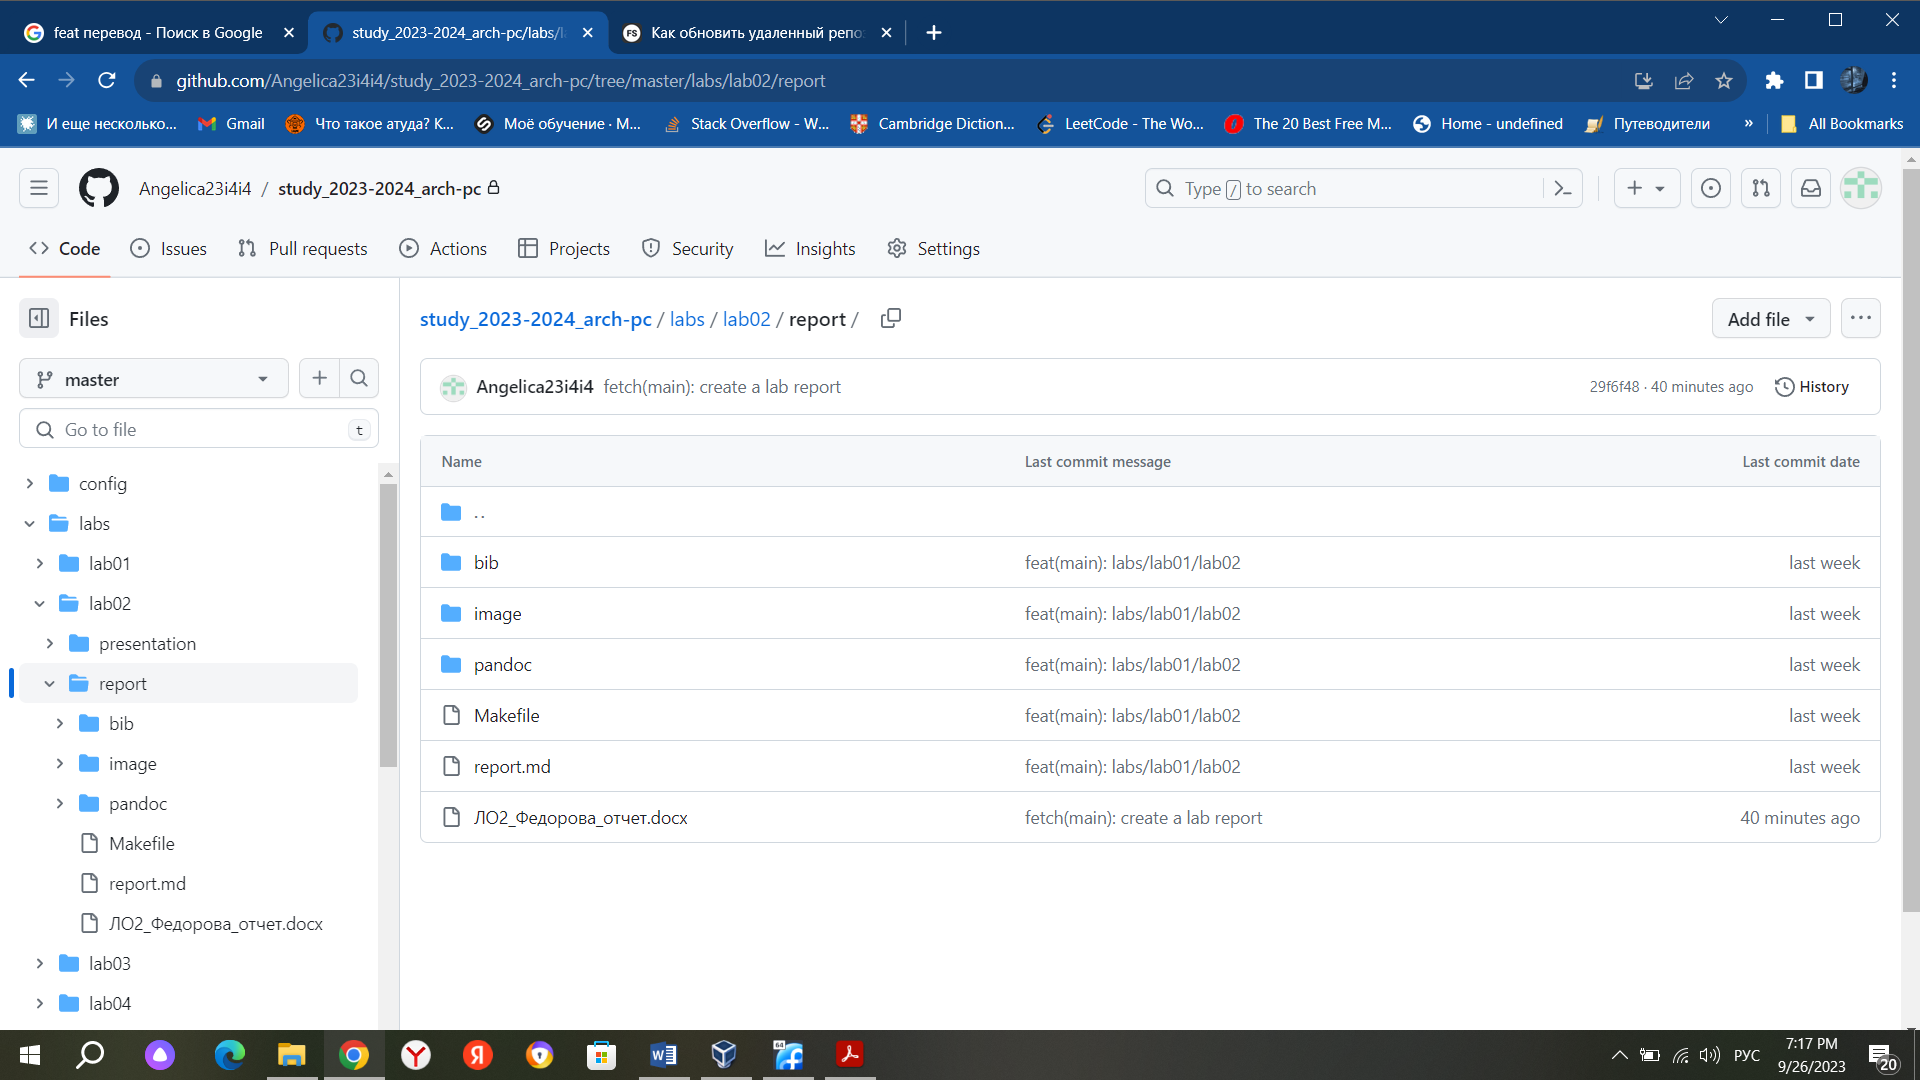 feat перевод - Поиск в Google
study_2023-2024_arch-pc/labs/la
Как обновить удаленный репоз
github.com/Angelica23i4i4/study_2023-2024_arch-pc/tree/master/labs/lab02/report
И еще несколько...
Gmail
Что такое атуда? K...
Моё обучение · M...
Stack Overflow - W...
Cambridge Diction...
LeetCode - The Wo...
The 20 Best Free M...
Home - undefined
Путеводители
»
All Bookmarks
Angelica23i4i4 / study_2023-2024_arch-pc
Type / to search
Code
Issues
Pull requests
Actions
Projects
Security
Insights
Settings
Files
study_2023-2024_arch-pc / labs / lab02 / report /
Add file
master
Angelica23i4i4 fetch(main): create a lab report
29f6f48 · 40 minutes ago
History
Go to file
t
Name
Last commit message
Last commit date
..
bib
feat(main): labs/lab01/lab02
last week
image
feat(main): labs/lab01/lab02
last week
pandoc
feat(main): labs/lab01/lab02
last week
Makefile
feat(main): labs/lab01/lab02
last week
report.md
feat(main): labs/lab01/lab02
last week
ЛО2_Федорова_отчет.docx
fetch(main): create a lab report
40 minutes ago
config
labs
lab01
lab02
presentation
report
bib
image
pandoc
Makefile
report.md
ЛО2_Федорова_отчет.docx
lab03
lab04
64
РУС
7:17 PM
9/26/2023
20